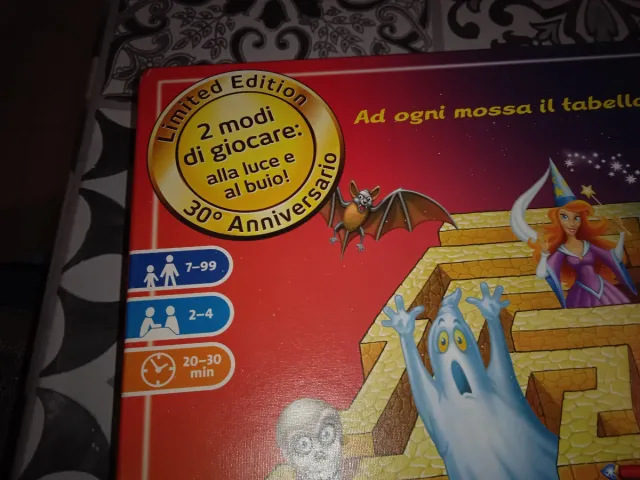 Limited Edition
2 modi
di giocare:
alla luce e
al buio!
30° Anniversario
Ad ogni mossa il
7–99
2–4
20–30
min